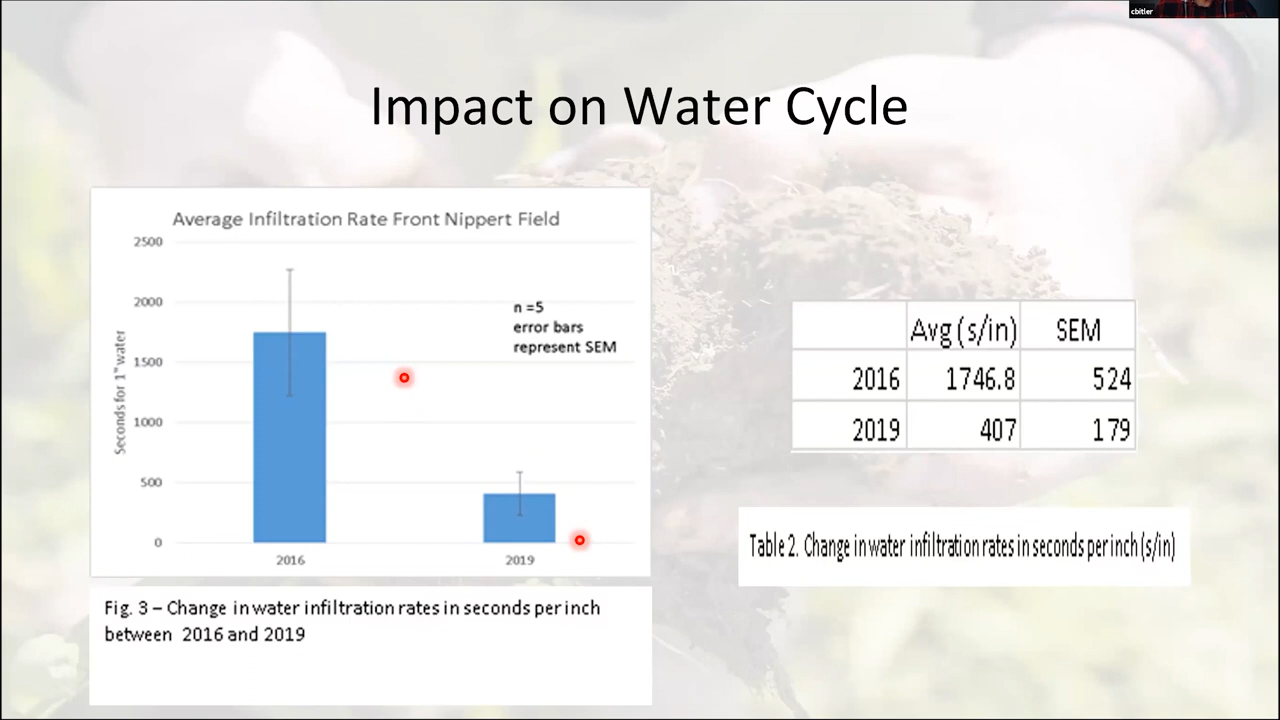 cbitler
Impact on Water Cycle
Average Infiltration Rate Front Nippert Field
2500
2000
1500
1000
500
0
Seconds for 1" water
n =5
error bars
represent SEM
2016
2019
Fig. 3 – Change in water infiltration rates in seconds per inch
between 2016 and 2019
Avg (s/in) SEM
2016 1746.8 524
2019 407 179
Table 2. Change in water infiltration rates in seconds per inch (s/in)